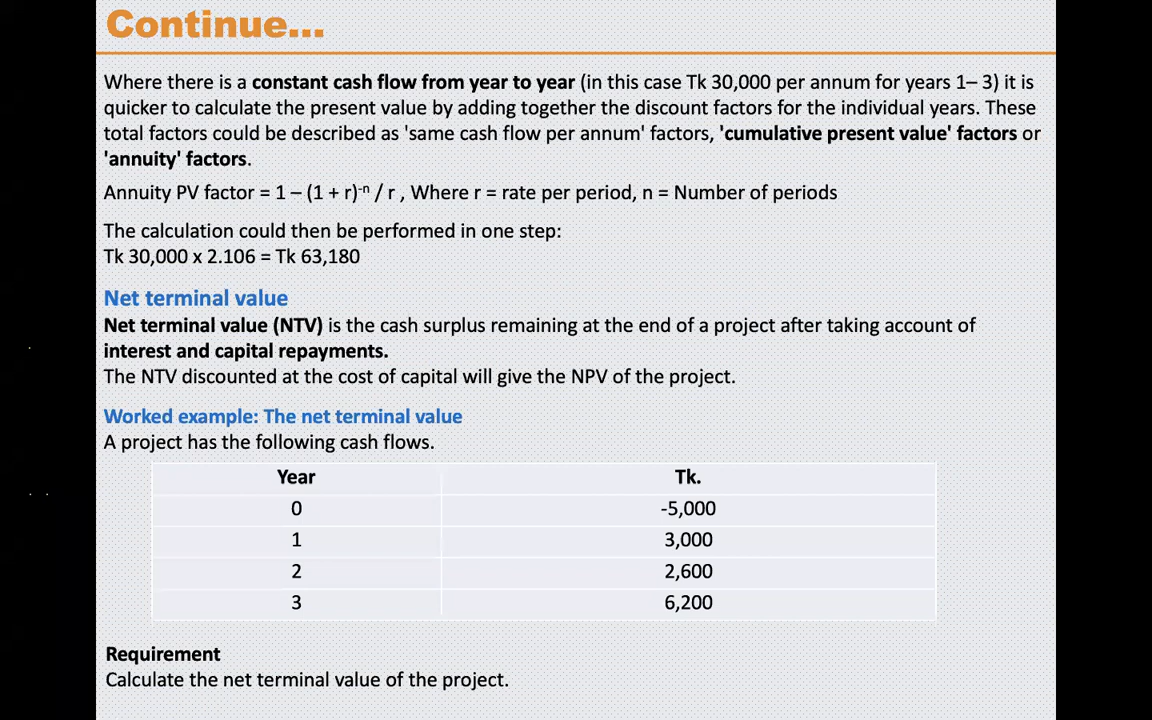 Continue...
Where there is a constant cash flow from year to year (in this case Tk 30,000 per annum for years 1– 3) it is
quicker to calculate the present value by adding together the discount factors for the individual years. These
total factors could be described as 'same cash flow per annum' factors, 'cumulative present value' factors or
'annuity' factors.
Annuity PV factor = 1 – (1 + r)⁻ⁿ / r , Where r = rate per period, n = Number of periods
The calculation could then be performed in one step:
Tk 30,000 x 2.106 = Tk 63,180
Net terminal value
Net terminal value (NTV) is the cash surplus remaining at the end of a project after taking account of
interest and capital repayments.
The NTV discounted at the cost of capital will give the NPV of the project.
Worked example: The net terminal value
A project has the following cash flows.
Year Tk.
0 -5,000
1 3,000
2 2,600
3 6,200
Requirement
Calculate the net terminal value of the project.